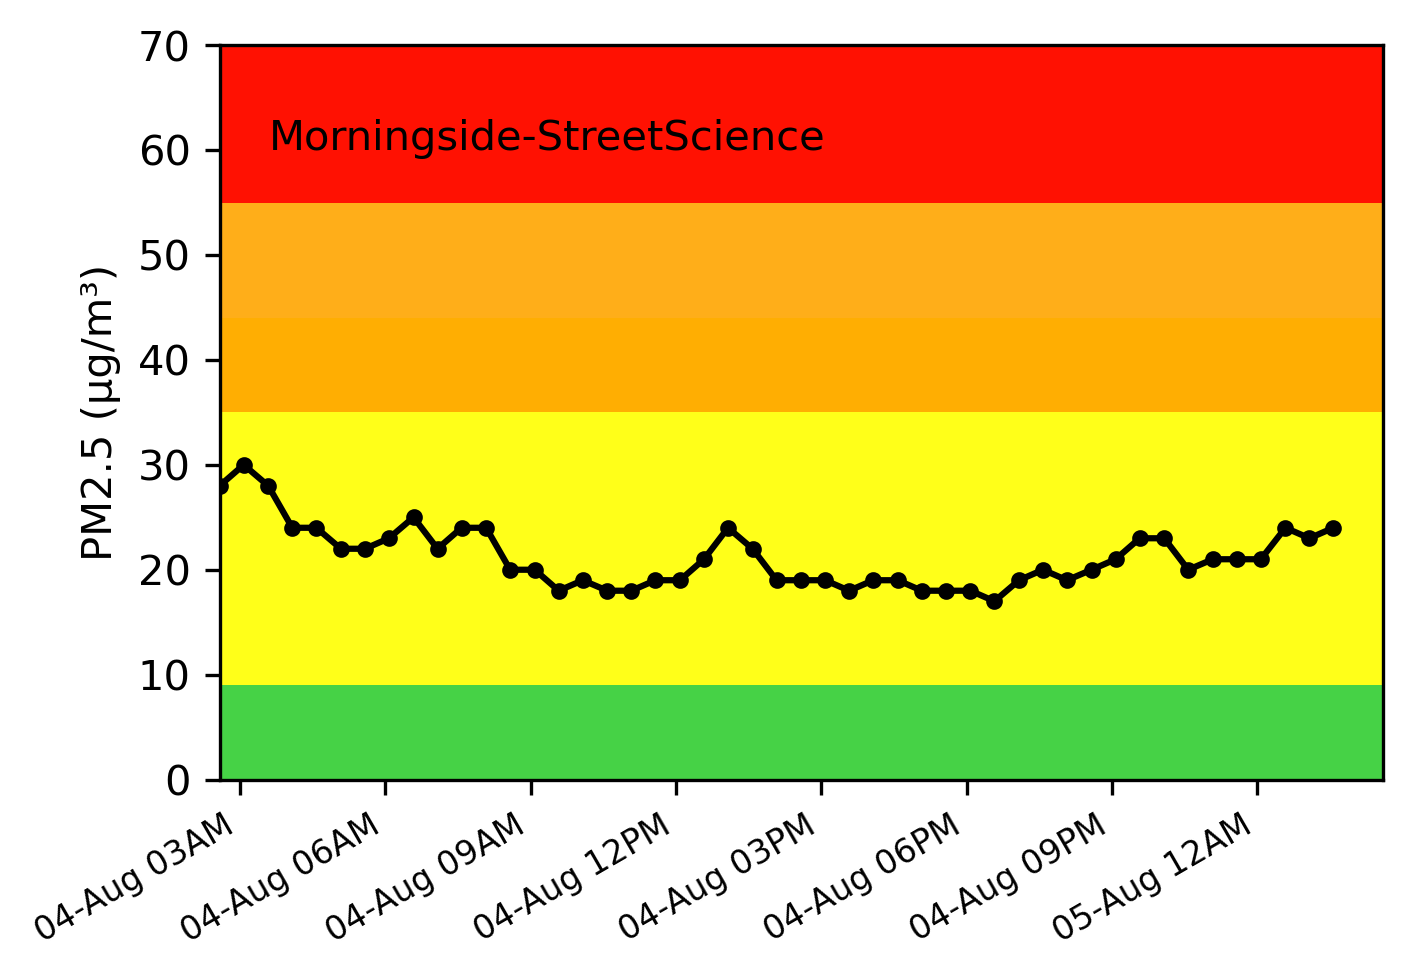 70
Morningside-StreetScience
60
50
40
30
20
10
0
PM2.5 (µg/m³)
04-Aug 03AM
04-Aug 06AM
04-Aug 09AM
04-Aug 12PM
04-Aug 03PM
04-Aug 06PM
04-Aug 09PM
05-Aug 12AM